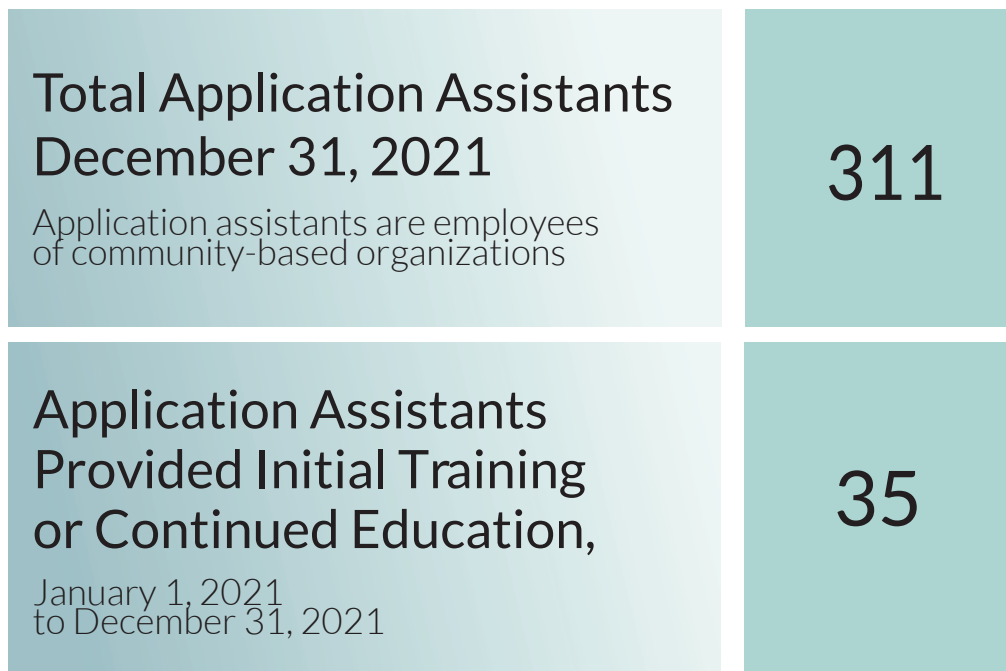 Total Application Assistants
December 31, 2021
Application assistants are employees
of community-based organizations
311
Application Assistants
Provided Initial Training
or Continued Education,
January 1, 2021
to December 31, 2021
35